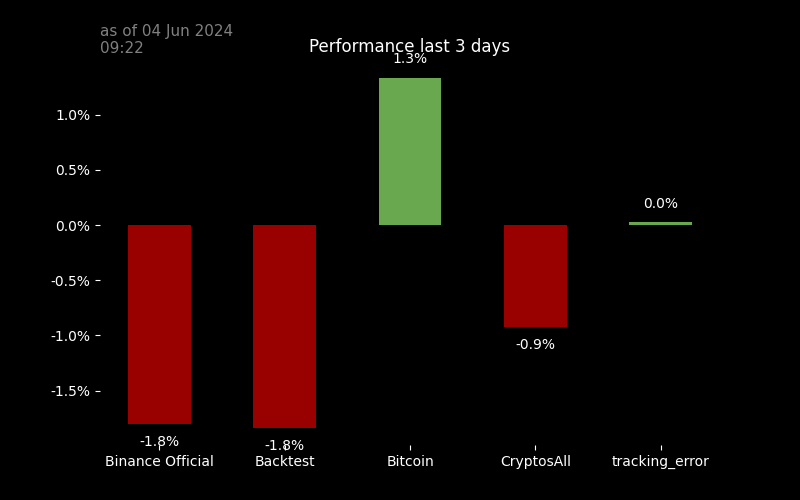 as of 04 Jun 2024
09:22
Performance last 3 days
1.3%
1.0%
0.5%
0.0%
0.0%
-0.5%
-1.0%
-0.9%
-1.5%
-1.8%
-1.8%
Binance Official
Backtest
Bitcoin
CryptosAll
tracking_error